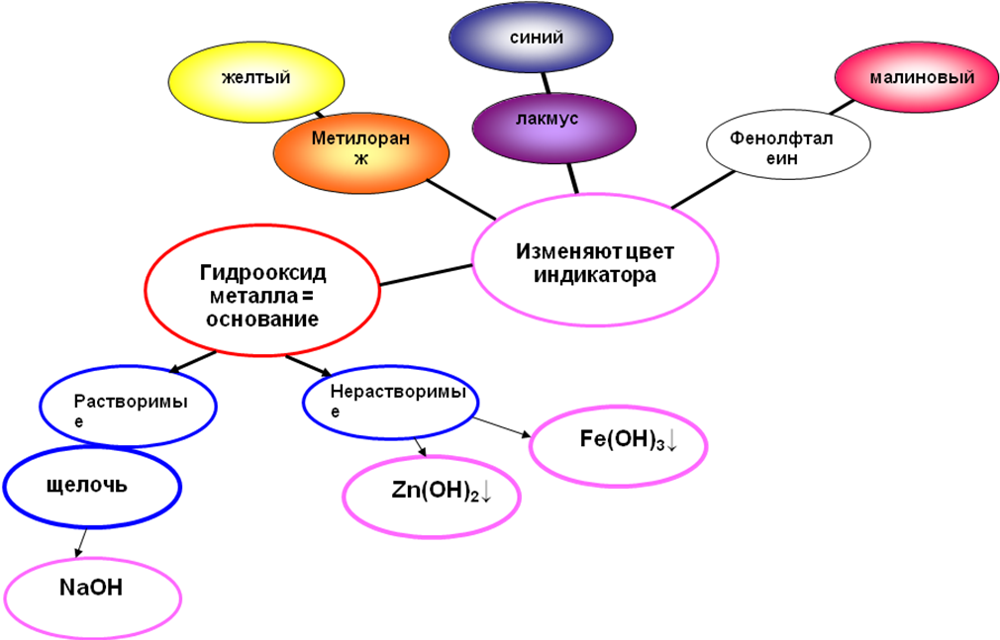 синий
желтый
малиновый
лакмус
Метилоран
ж
Фенолфтал
еин
Изменяют цвет
индикатора
Гидрооксид
металла =
основание
Растворимы
е
Нерастворимы
е
Fe(OH)₃↓
щелочь
Zn(OH)₂↓
NaOH